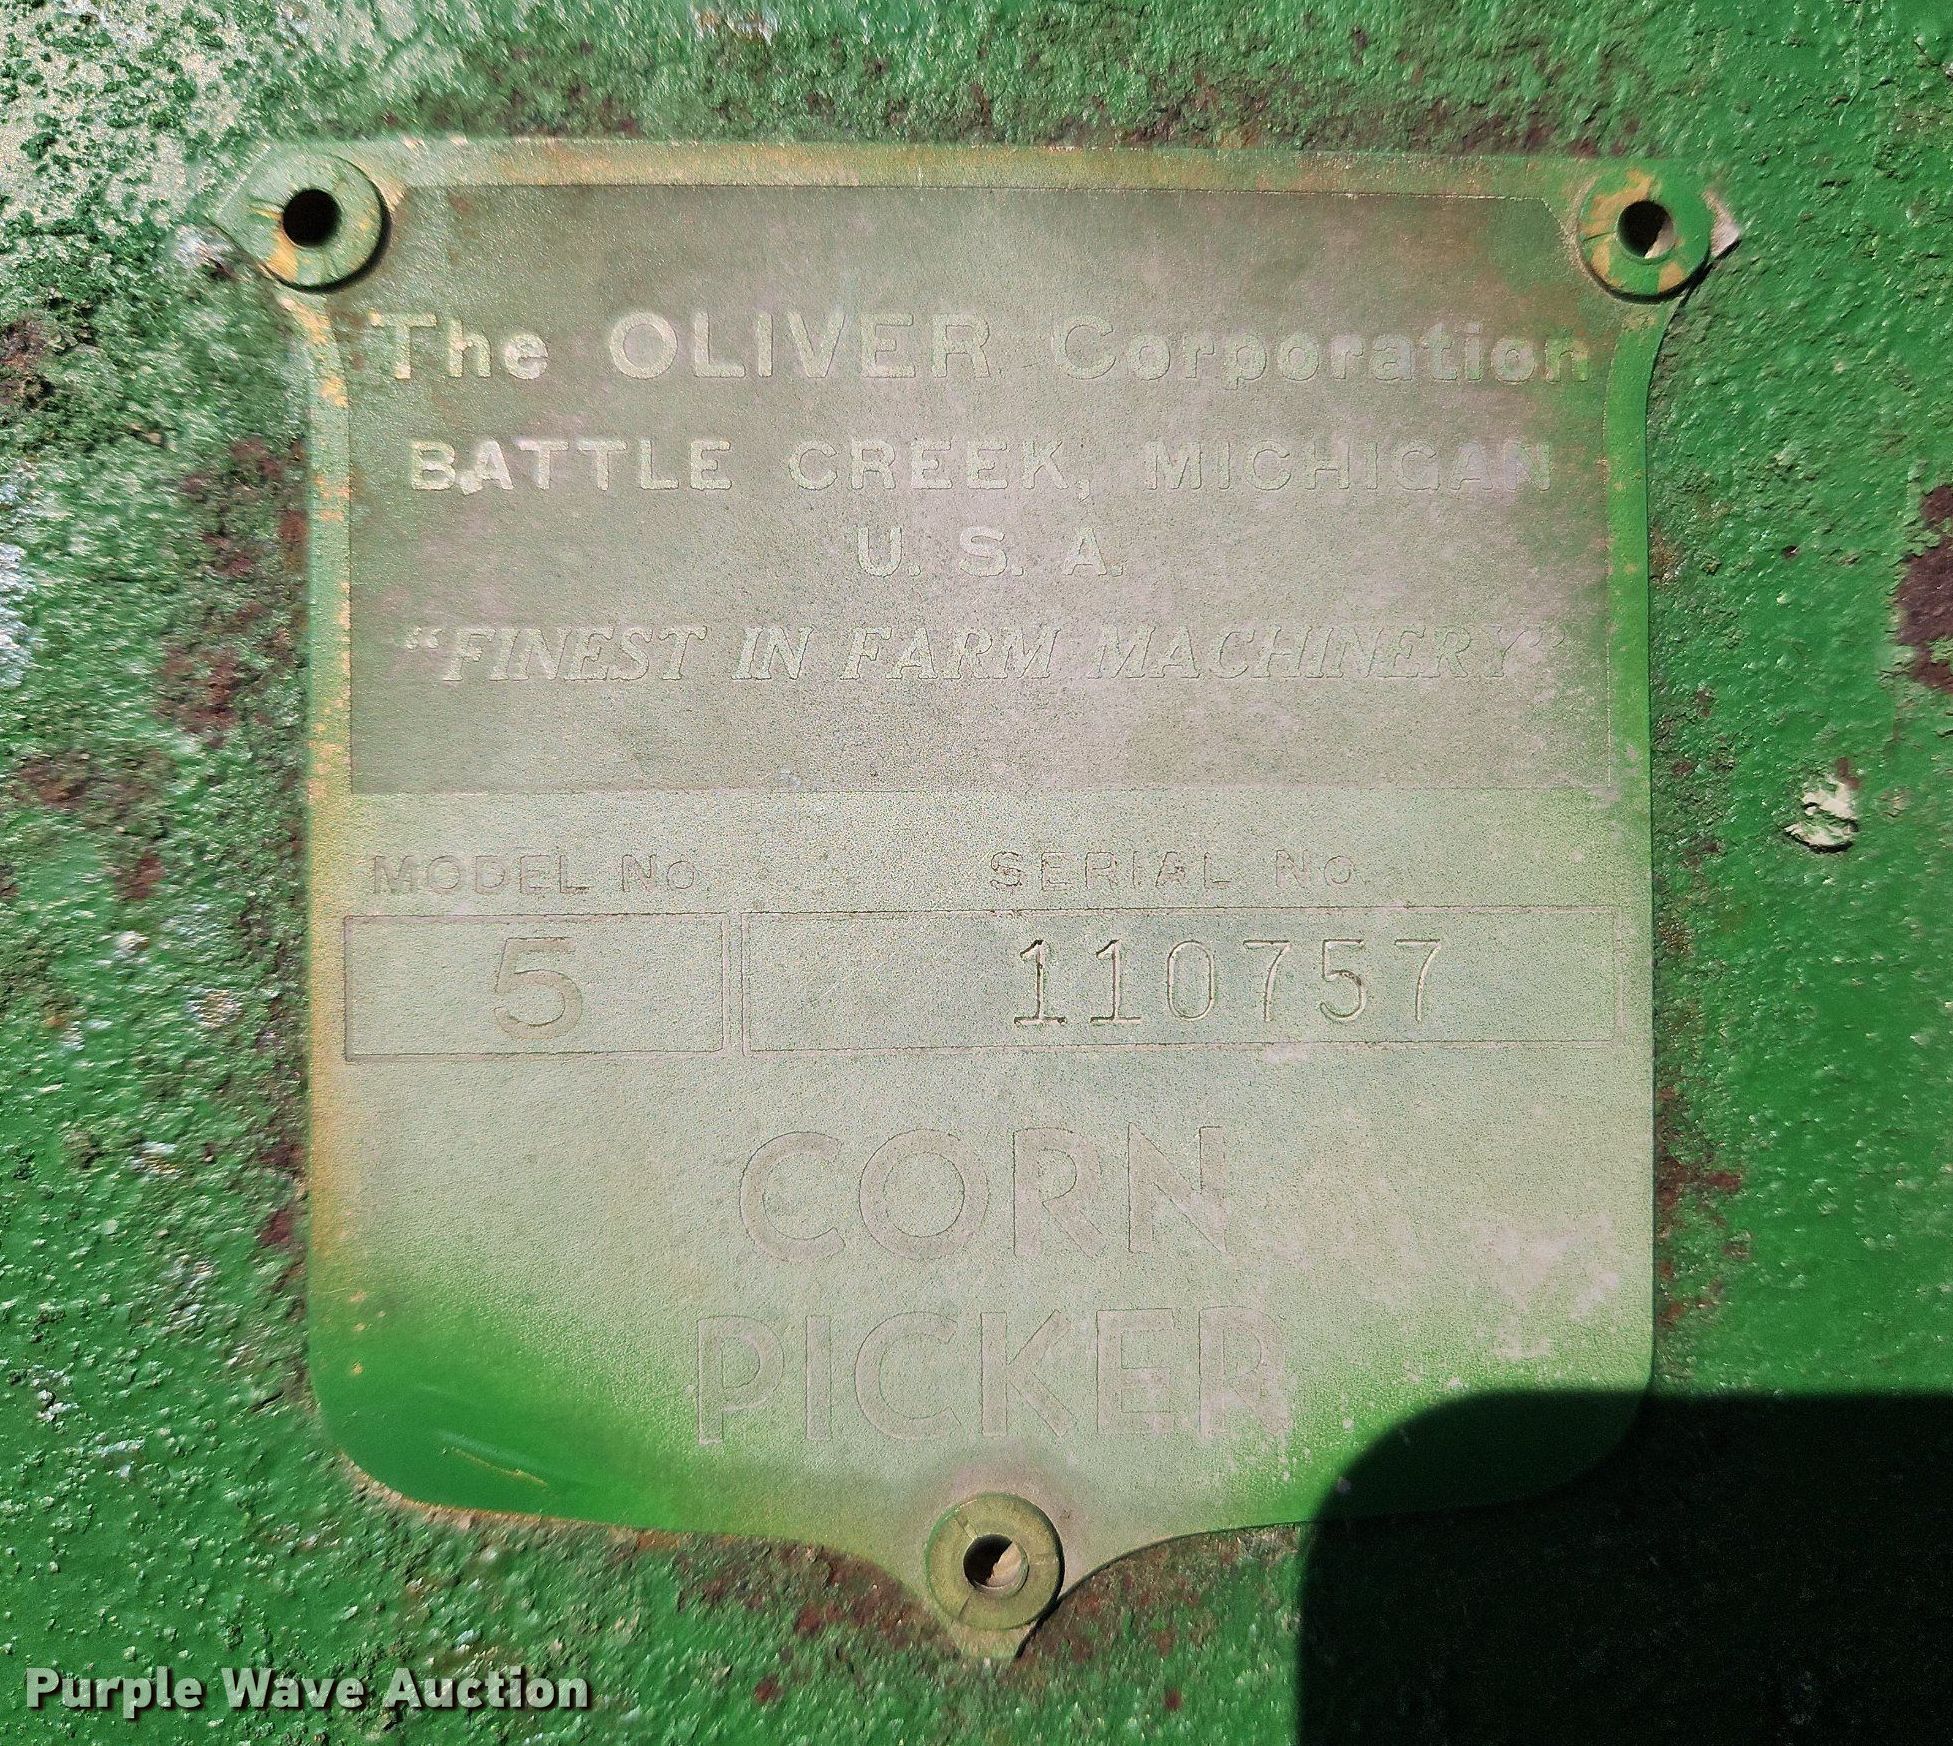 The OLIVER Corporation
BATTLE CREEK, MICHIGAN
U. S. A.
"FINEST IN FARM MACHINERY"
MODEL No. SERIAL No.
5 110757
CORN
PICKER
Purple Wave Auction